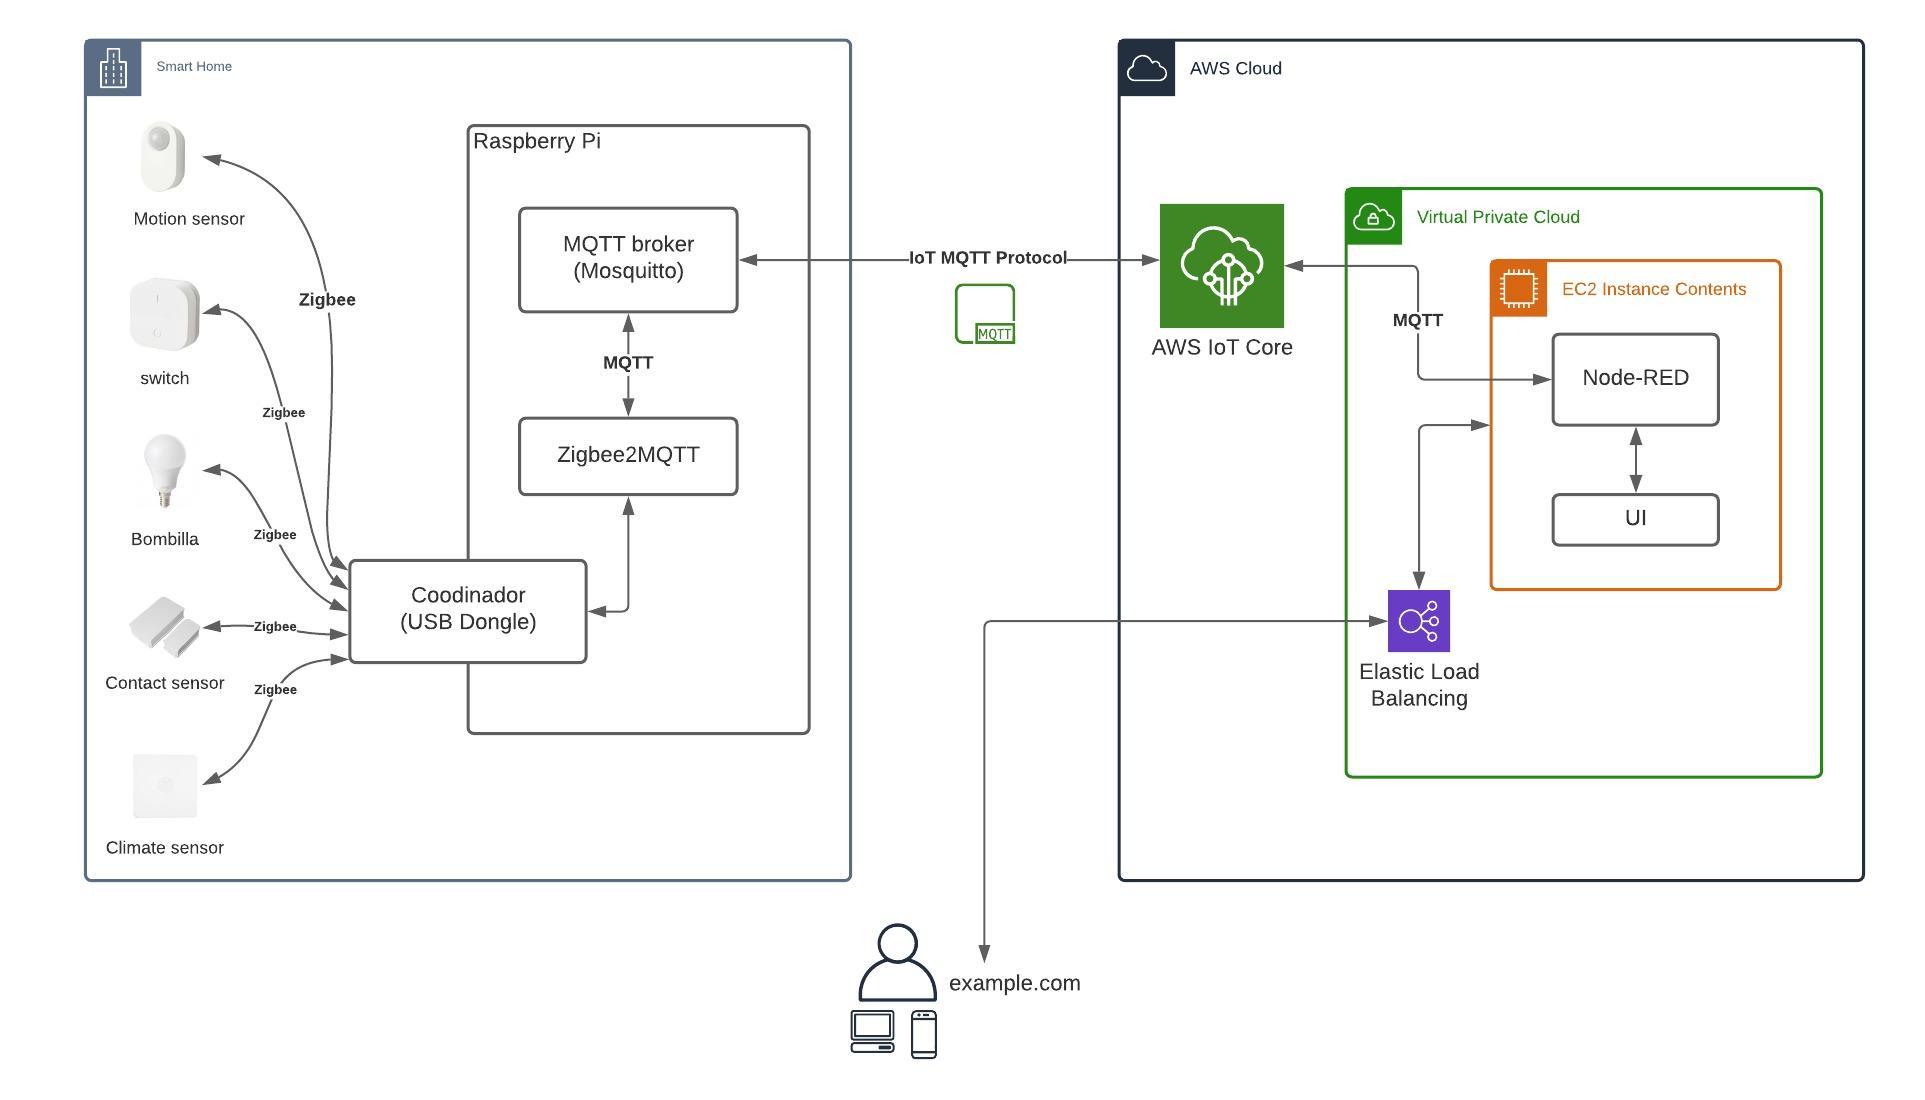 Smart Home
AWS Cloud
Motion sensor
Raspberry Pi
MQTT broker
(Mosquitto)
Zigbee
IoT MQTT Protocol
MQTT
AWS IoT Core
Virtual Private Cloud
EC2 Instance Contents
MQTT
Node-RED
switch
Zigbee
MQTT
Zigbee2MQTT
UI
Bombilla
Zigbee
Coodinador
(USB Dongle)
Contact sensor
Zigbee
Zigbee
Elastic Load
Balancing
Climate sensor
example.com